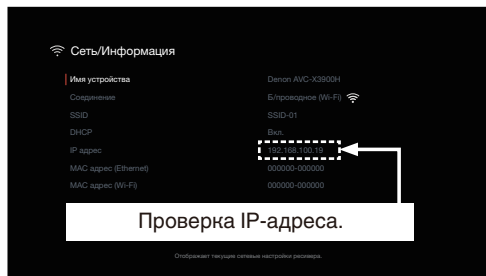 Сеть/Информация
Имя устройства Denon AVC-X3900H
Соединение Б/проводное (Wi-Fi)
SSID SSID-01
DHCP Вкл.
IP адрес 192.168.100.19
MAC адрес (Ethernet) 000000-000000
MAC адрес (Wi-Fi) 000000-000000
Проверка IP-адреса.
Отображает текущие сетевые настройки ресивера.